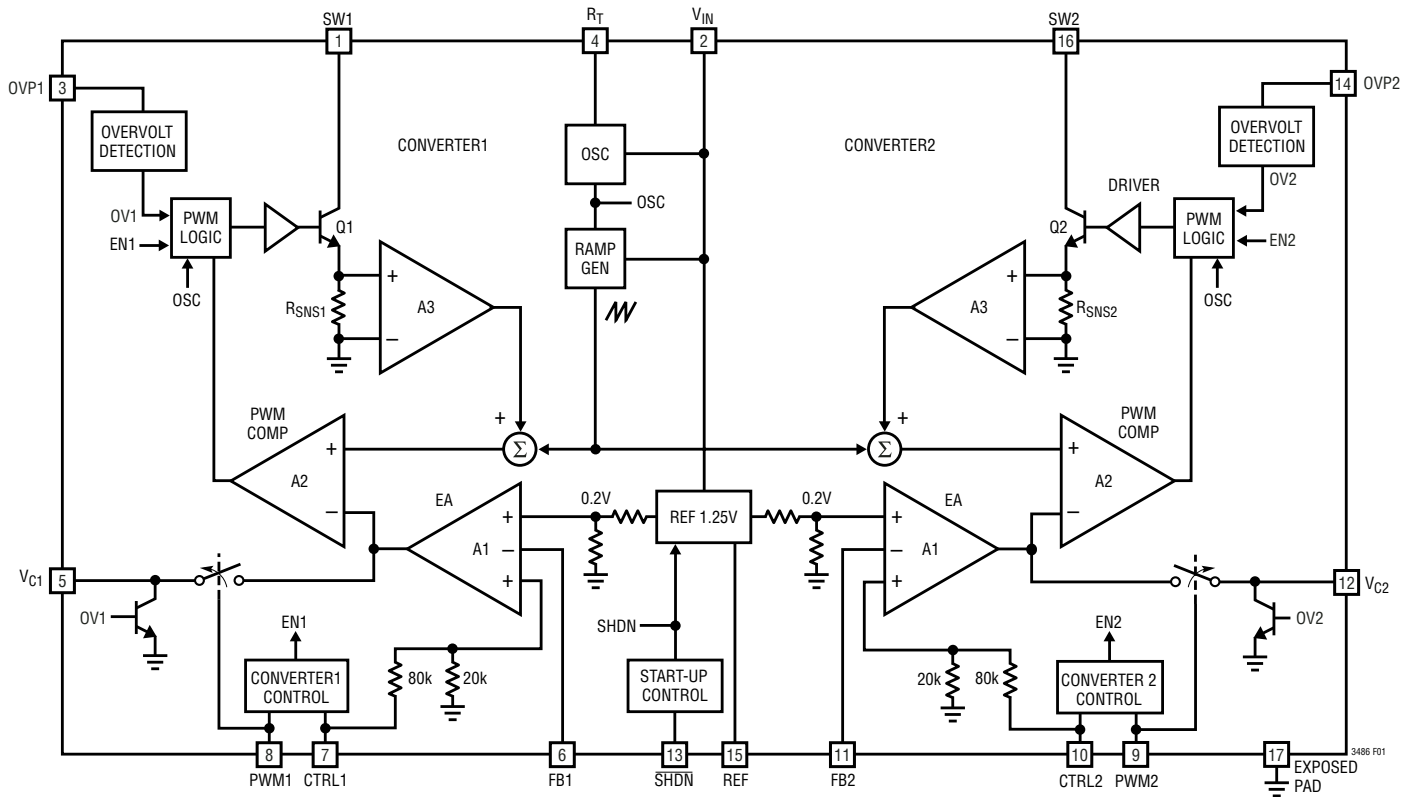 SW1
RT
VIN
SW2
1
4
2
16
OVP1
3
14
OVP2
OVERVOLT
DETECTION
CONVERTER1
OSC
CONVERTER2
OVERVOLT
DETECTION
OV1
EN1
PWM
LOGIC
OSC
Q1
OSC
RAMP
GEN
DRIVER
Q2
PWM
LOGIC
OV2
EN2
OSC
RSNS1
+
A3
–
+
A3
–
RSNS2
PWM
COMP
+
Σ
+
Σ
PWM
COMP
+
A2
–
+
A2
–
EA
+
A1
–
+
0.2V
REF 1.25V
0.2V
EA
+
A1
–
+
VC1
5
12
VC2
OV1
EN1
SHDN
EN2
OV2
CONVERTER1
CONTROL
80k
20k
START-UP
CONTROL
20k
80k
CONVERTER 2
CONTROL
8
7
6
13
15
11
10
9
17
3486 F01
PWM1
CTRL1
FB1
SHDN
REF
FB2
CTRL2
PWM2
EXPOSED
PAD